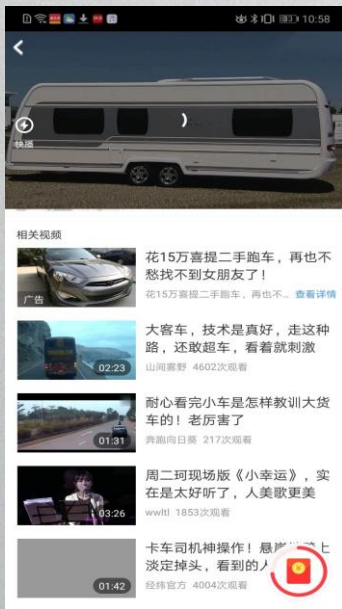 10:58
快播
相关视频
花15万喜提二手跑车，再也不
愁找不到女朋友了！
广告
花15万喜提二手跑车，再也不... 查看详情
大客车，技术是真好，走这种
路，还敢超车，看着就刺激
02:23
山间雾野 4602次观看
耐心看完小车是怎样教训大货
车的！老厉害了
01:31
奔跑向日葵 217次观看
周二珂现场版《小幸运》，实
在是太好听了，人美歌更美
03:26
wwltl 1853次观看
卡车司机神操作！悬崖
上
淡定掉头，看到的人
01:42
经纬官方 4004次观看